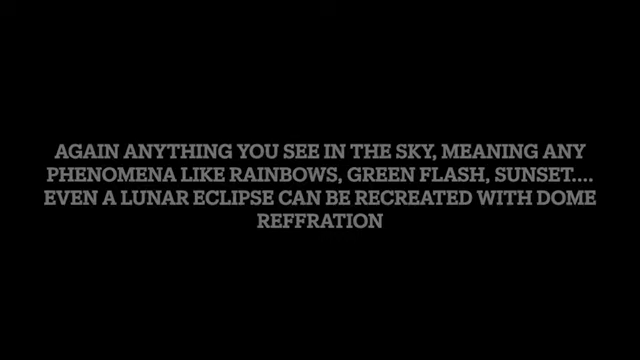 AGAIN ANYTHING YOU SEE IN THE SKY, MEANING ANY
PHENOMENA LIKE RAINBOWS, GREEN FLASH, SUNSET....
EVEN A LUNAR ECLIPSE CAN BE RECREATED WITH DOME
REFFRATION